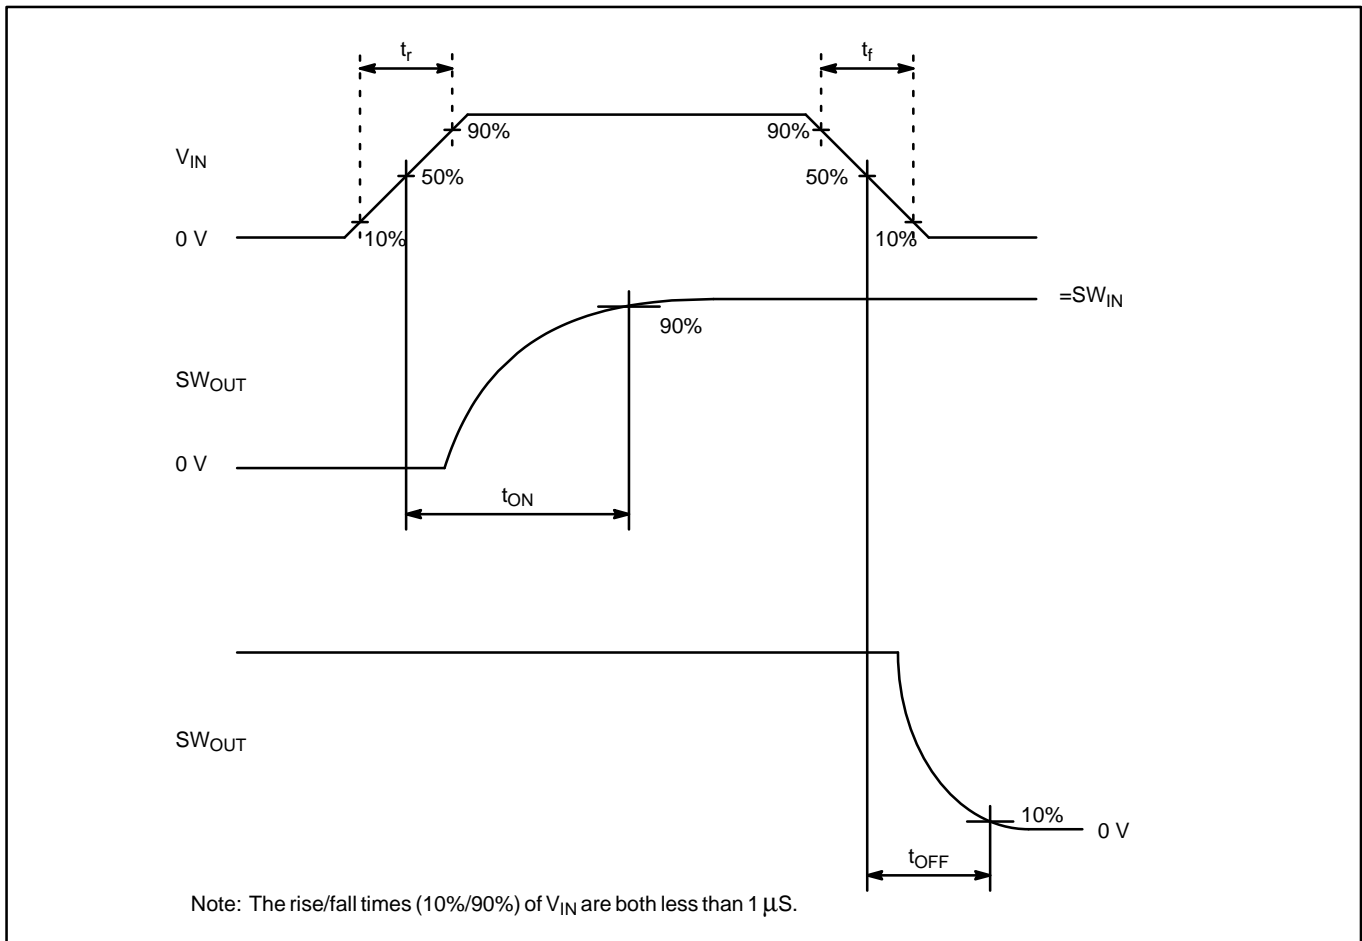 tr
tf
90%
90%
VIN
50%
50%
0 V
10%
10%
=SWIN
90%
SWOUT
0 V
tON
SWOUT
10%
0 V
tOFF
Note: The rise/fall times (10%/90%) of VIN are both less than 1 μS.